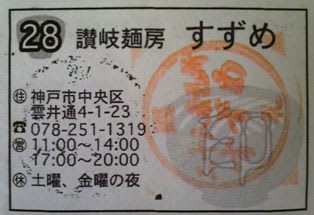 28 讃岐麺房 すずめ
住 神戸市中央区
雲井通4-1-23
☎ 078-251-1319
営 11:00~14:00
17:00~20:00
休 土曜、金曜の夜